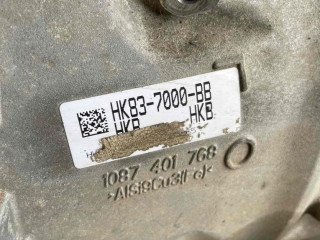 HK83-7000-BB
HKB HKB
1087 401 768
>AlSi9Cu3(Fe)<